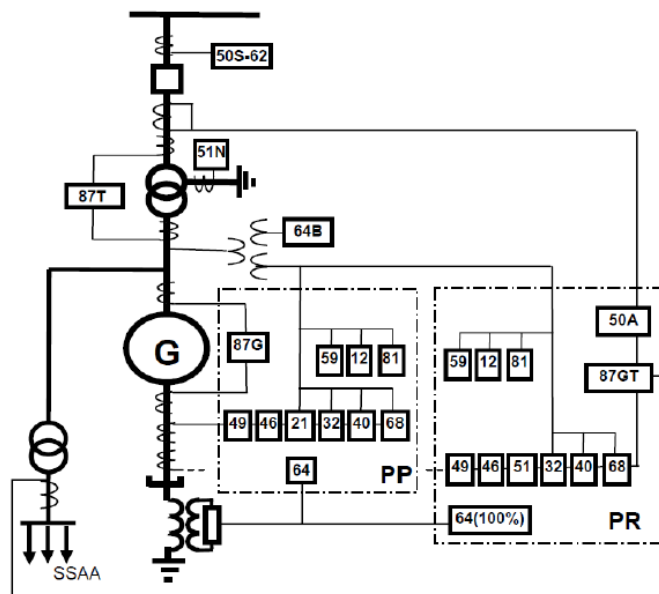 50S-62
51N
87T
64B
50A
G
87G
59 12 81
59 12 81
87GT
49 46 21 32 40 68
49 46 51 32 40 68
64
PP
64(100%)
PR
SSAA